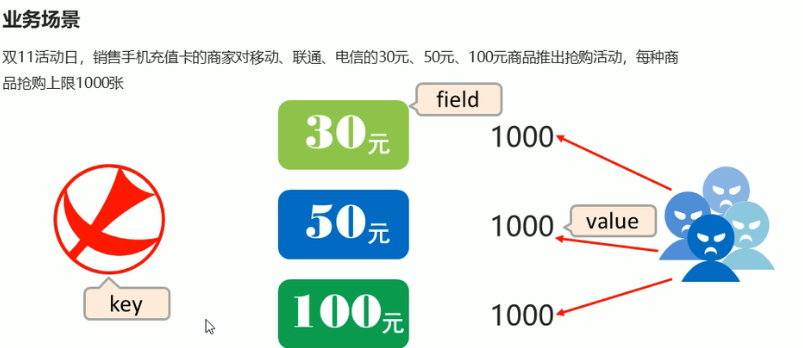 业务场景
双11活动日，销售手机充值卡的商家对移动、联通、电信的30元、50元、100元商品推出抢购活动，每种商
品抢购上限1000张
field
30元
1000
50元
1000
value
key
100元
1000